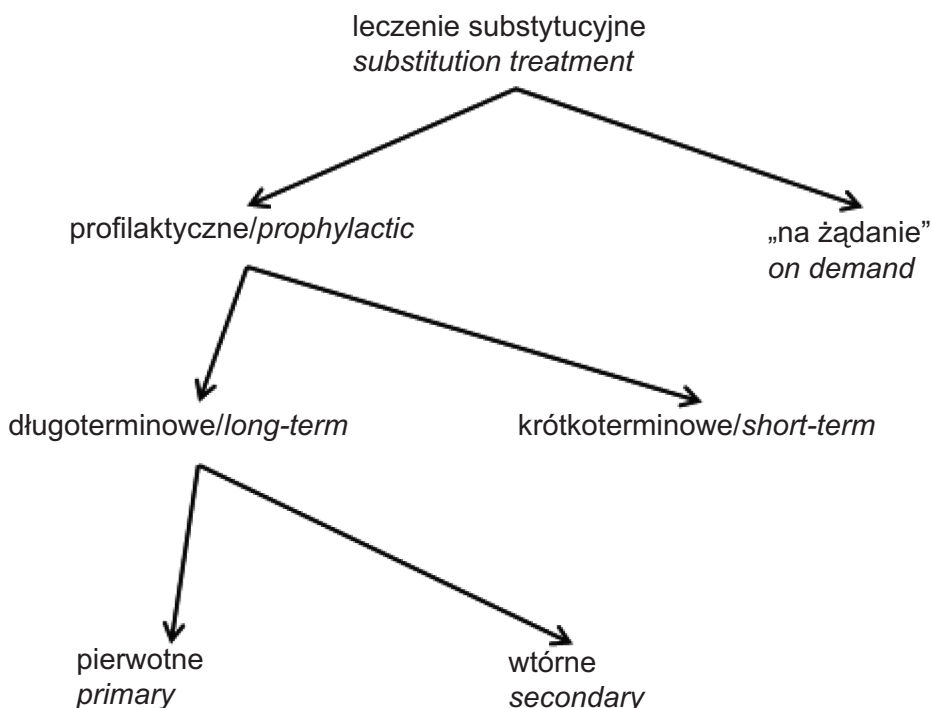 leczenie substytucyjne
substitution treatment
profilaktyczne/prophylactic
„na żądanie”
on demand
długoterminowe/long-term
krótkoterminowe/short-term
pierwotne
primary
wtórne
secondary